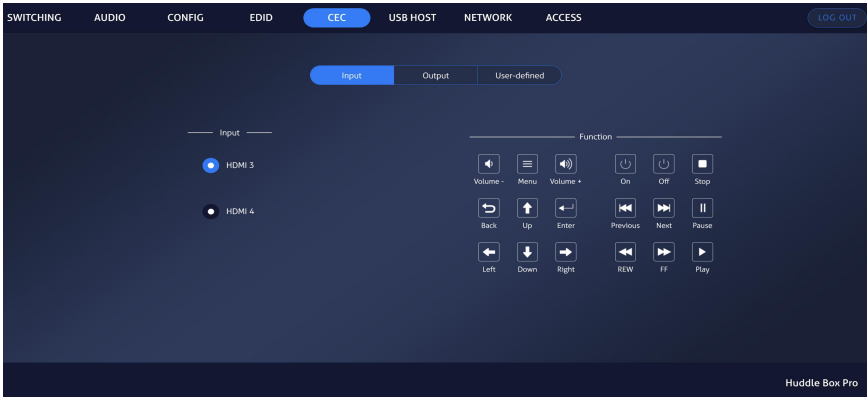 SWITCHING AUDIO CONFIG EDID CEC USB HOST NETWORK ACCESS LOG OUT
Input Output User-defined
Input
HDMI 3
HDMI 4
Function
Volume - Menu Volume + On Off Stop
Back Up Enter Previous Next Pause
Left Down Right REW FF Play
Huddle Box Pro